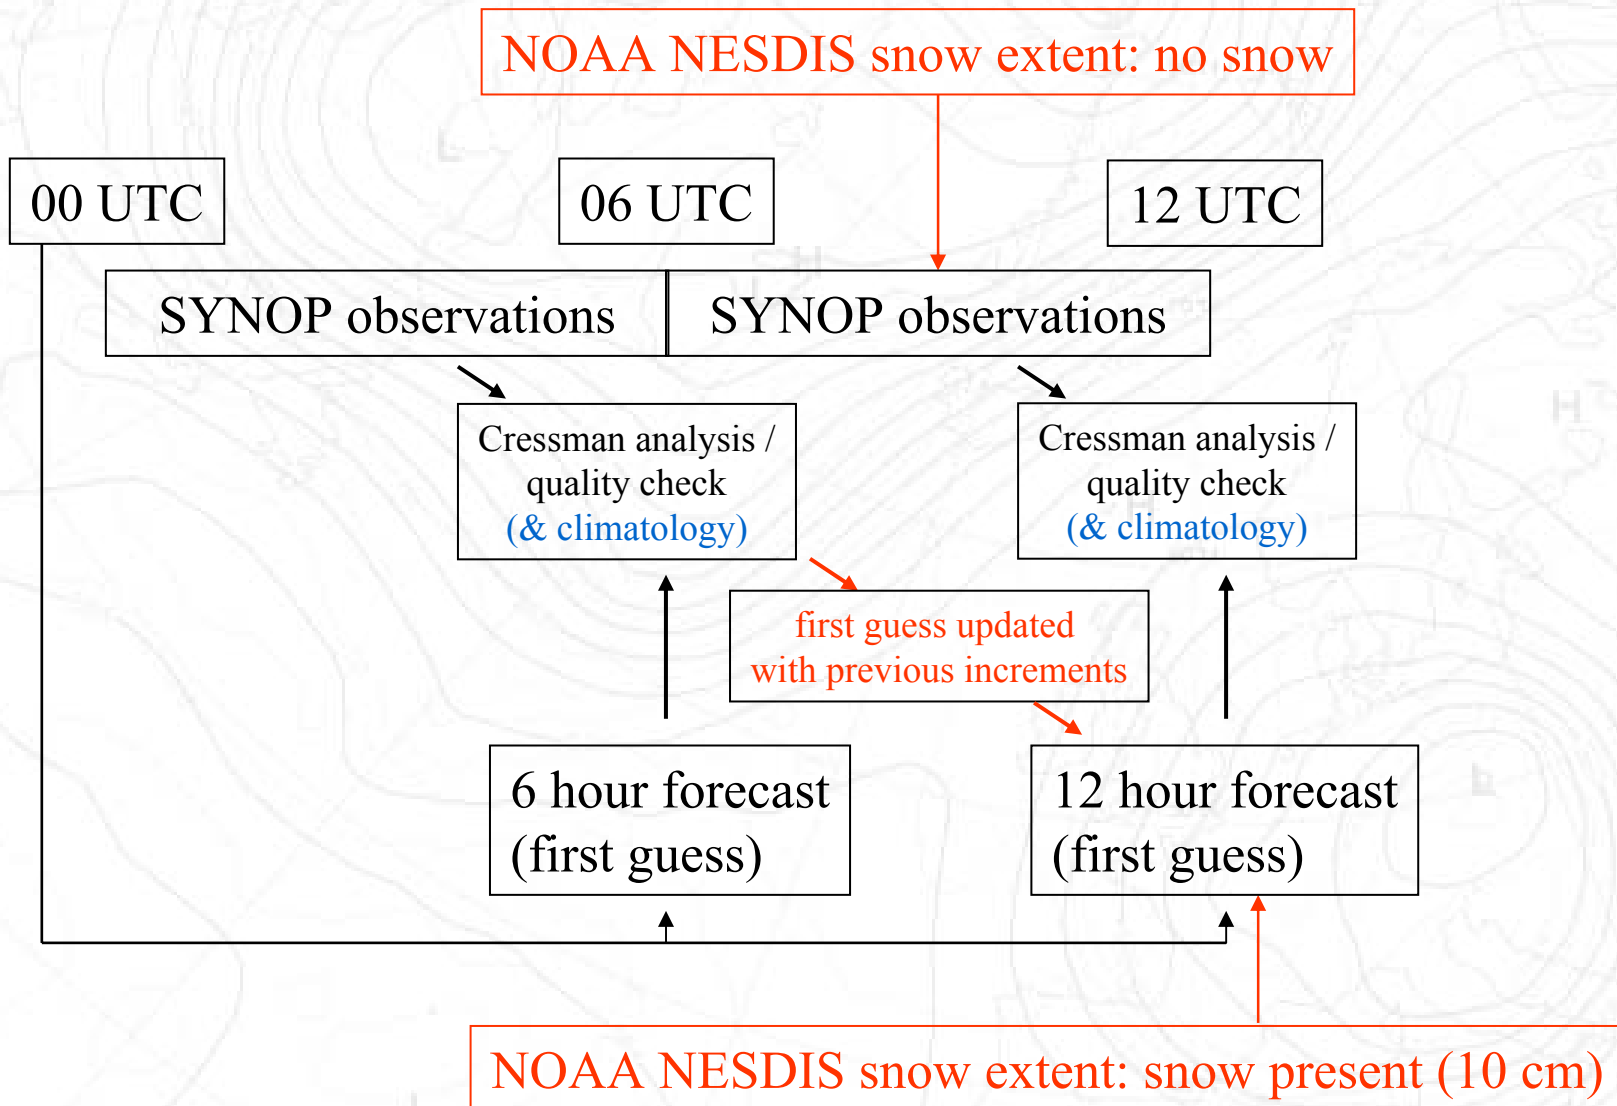 NOAA NESDIS snow extent: no snow
00 UTC
06 UTC
12 UTC
SYNOP observations
SYNOP observations
Cressman analysis /
quality check
(& climatology)
Cressman analysis /
quality check
(& climatology)
first guess updated
with previous increments
6 hour forecast
(first guess)
12 hour forecast
(first guess)
NOAA NESDIS snow extent: snow present (10 cm)